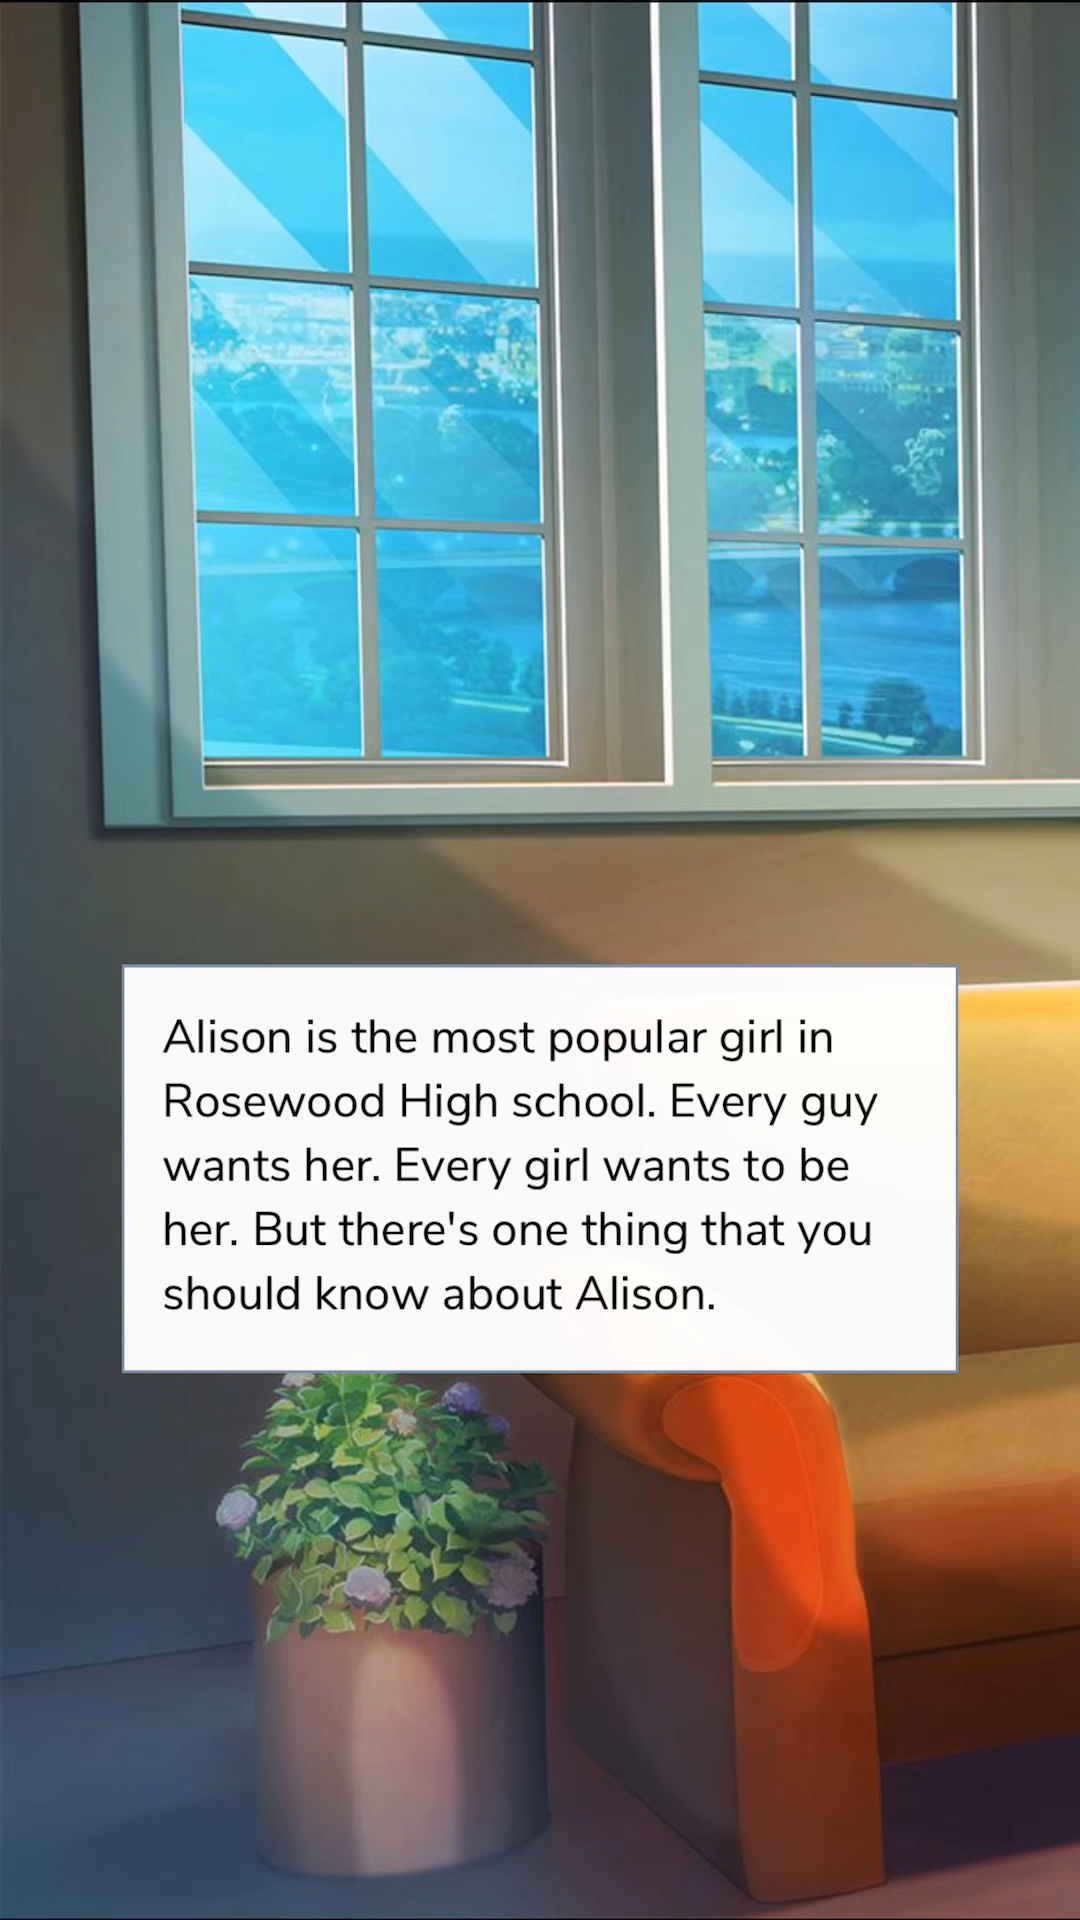 Alison is the most popular girl in
Rosewood High school. Every guy
wants her. Every girl wants to be
her. But there's one thing that you
should know about Alison.